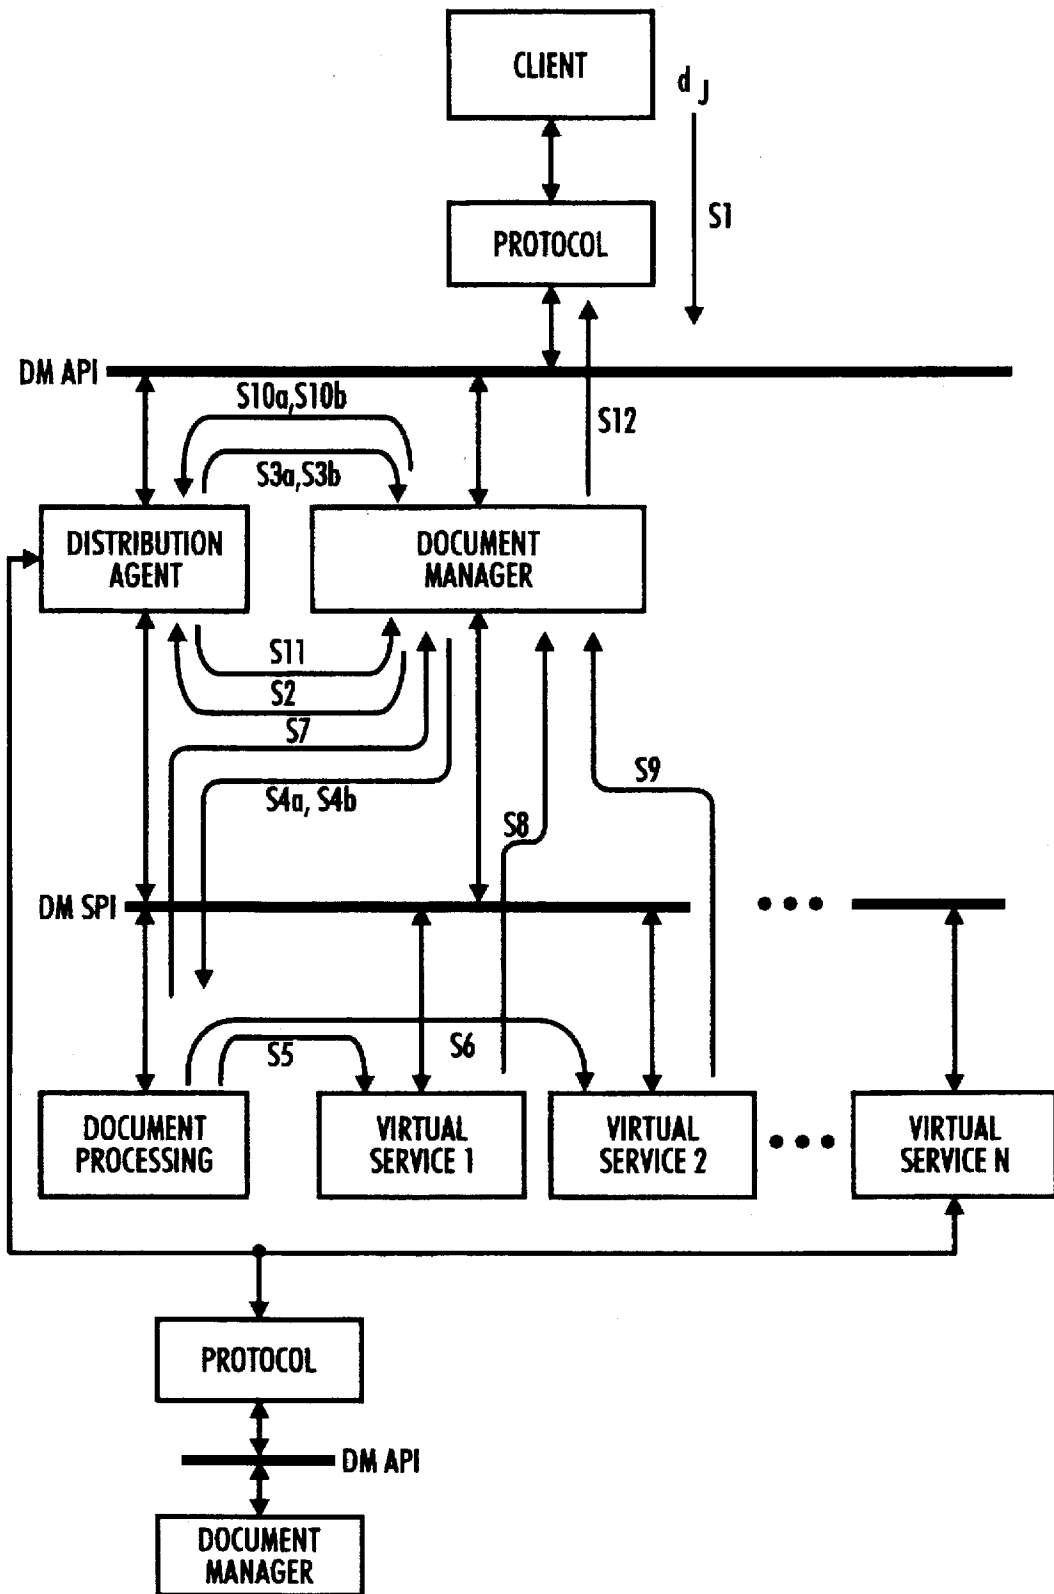 CLIENT
d J
S1
PROTOCOL
DM API
S10a,S10b
S12
S3a,S3b
DISTRIBUTION
AGENT
DOCUMENT
MANAGER
S11
S2
S7
S9
S4a, S4b
S8
DM SPI
S5
S6
DOCUMENT
PROCESSING
VIRTUAL
SERVICE 1
VIRTUAL
SERVICE 2
VIRTUAL
SERVICE N
PROTOCOL
DM API
DOCUMENT
MANAGER